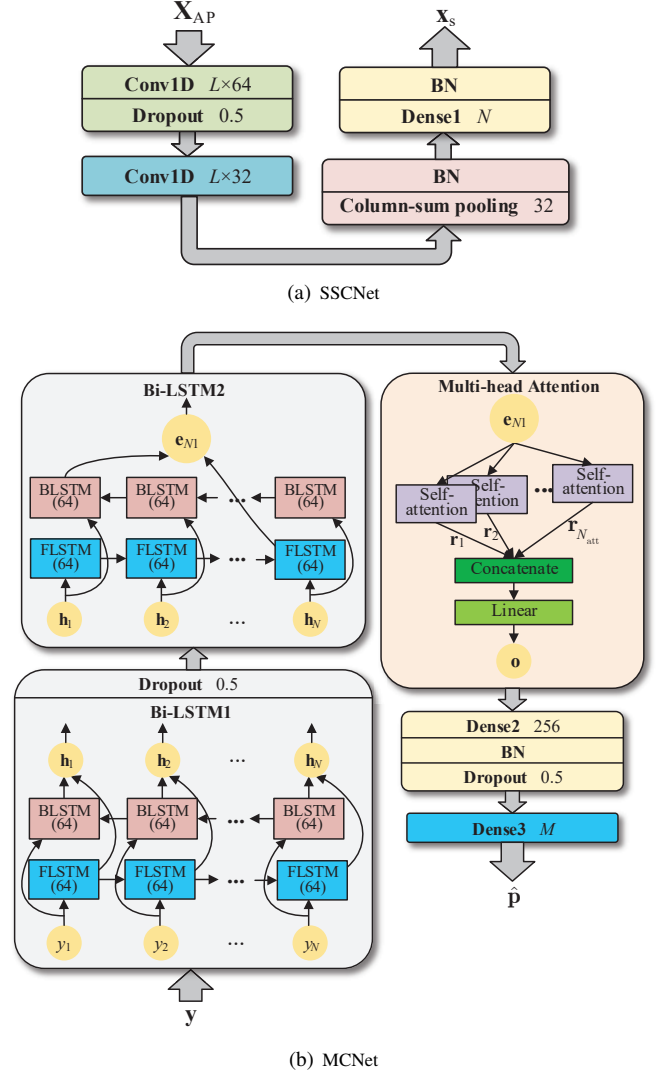 X_AP
Conv1D L×64
Dropout 0.5
Conv1D L×32
x_s
BN
Dense1 N
BN
Column-sum pooling 32
(a) SSCNet
Bi-LSTM2
e_N1
BLSTM (64) BLSTM (64) ... BLSTM (64)
FLSTM (64) FLSTM (64) ... FLSTM (64)
h_1 h_2 ... h_N
Dropout 0.5
Bi-LSTM1
h_1 h_2 ... h_N
BLSTM (64) BLSTM (64) ... BLSTM (64)
FLSTM (64) FLSTM (64) ... FLSTM (64)
y_1 y_2 ... y_N
y
Multi-head Attention
e_N1
Self-attention Self-attention ... Self-attention
r_1 r_2 r_N_att
Concatenate
Linear
o
Dense2 256
BN
Dropout 0.5
Dense3 M
p̂
(b) MCNet